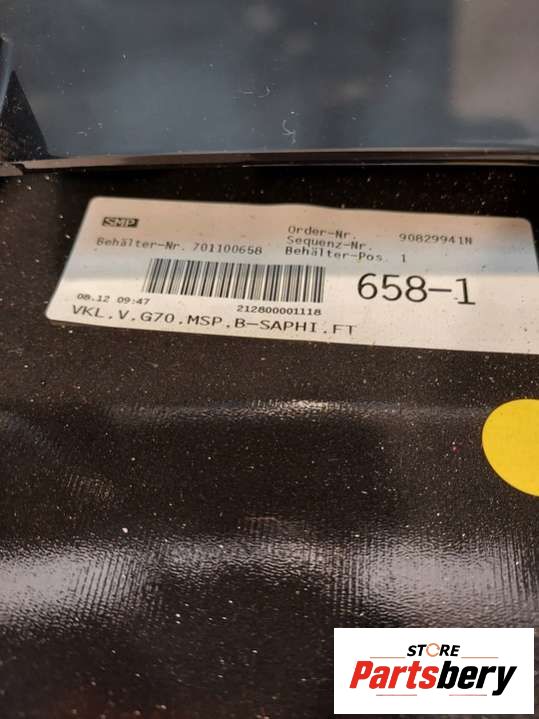 SMP
Order-Nr. 90829941N
Behälter-Nr. 701100658 Sequenz-Nr.
Behälter-Pos. 1
658-1
08.12 09:47
212800001118
VKL.V.G70.MSP.B-SAPHI.FT
STORE
Partsbery